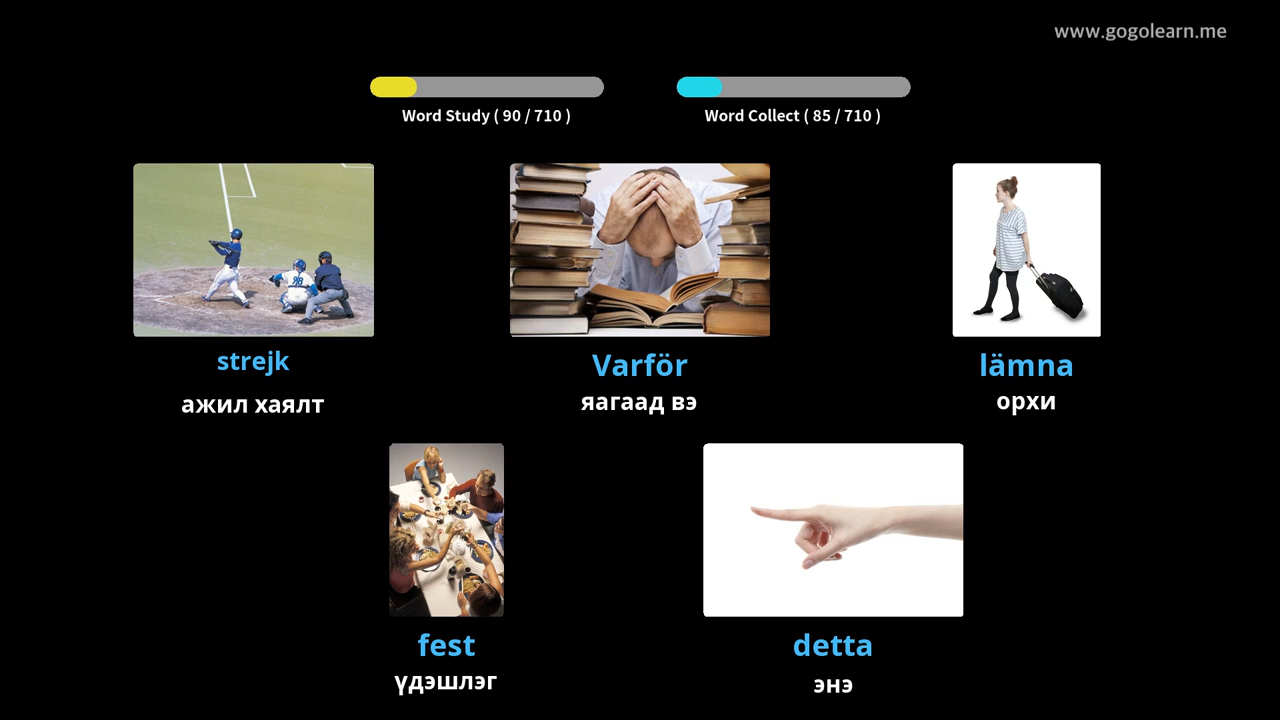 www.gogolearn.me
Word Study ( 90 / 710 )
Word Collect ( 85 / 710 )
strejk
ажил хаялт
Varför
яагаад вэ
lämna
орхи
fest
үдэшлэг
detta
энэ